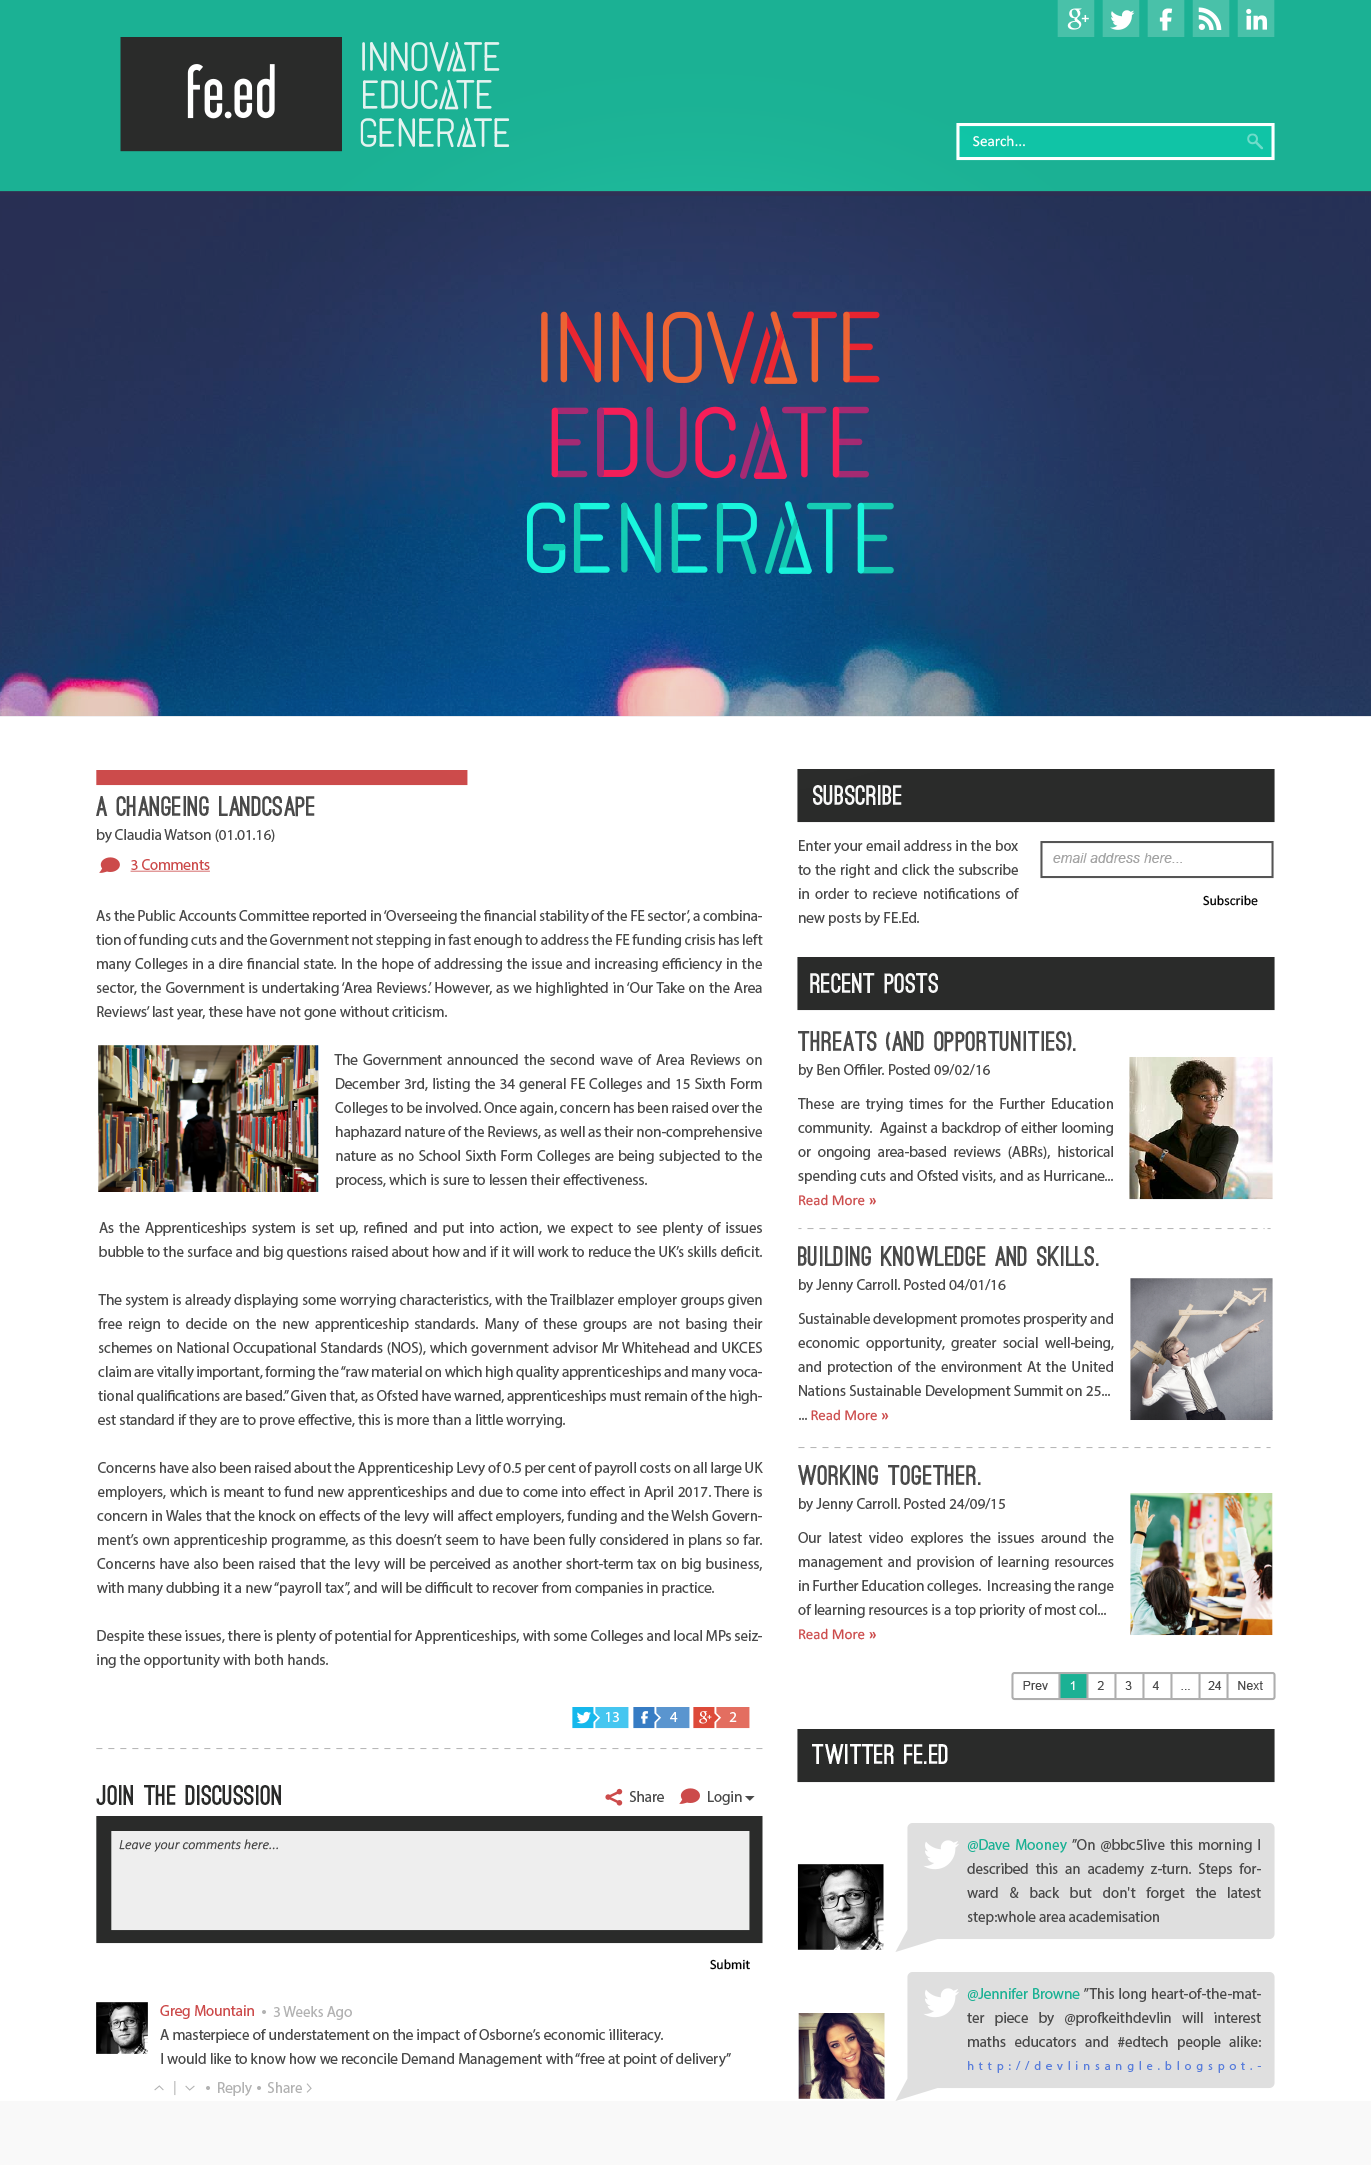 fe.ed
INNOVATE
EDUCATE
GENERATE
Search...
INNOVATE
EDUCATE
GENERATE
A CHANGEING LANDCSAPE
by Claudia Watson (01.01.16)
3 Comments
As the Public Accounts Committee reported in ‘Overseeing the financial stability of the FE sector’, a combina-
tion of funding cuts and the Government not stepping in fast enough to address the FE funding crisis has left
many Colleges in a dire financial state. In the hope of addressing the issue and increasing efficiency in the
sector, the Government is undertaking ‘Area Reviews.’ However, as we highlighted in ‘Our Take on the Area
Reviews’ last year, these have not gone without criticism.
The Government announced the second wave of Area Reviews on
December 3rd, listing the 34 general FE Colleges and 15 Sixth Form
Colleges to be involved. Once again, concern has been raised over the
haphazard nature of the Reviews, as well as their non-comprehensive
nature as no School Sixth Form Colleges are being subjected to the
process, which is sure to lessen their effectiveness.
As the Apprenticeships system is set up, refined and put into action, we expect to see plenty of issues
bubble to the surface and big questions raised about how and if it will work to reduce the UK’s skills deficit.
The system is already displaying some worrying characteristics, with the Trailblazer employer groups given
free reign to decide on the new apprenticeship standards. Many of these groups are not basing their
schemes on National Occupational Standards (NOS), which government advisor Mr Whitehead and UKCES
claim are vitally important, forming the “raw material on which high quality apprenticeships and many voca-
tional qualifications are based.” Given that, as Ofsted have warned, apprenticeships must remain of the high-
est standard if they are to prove effective, this is more than a little worrying.
Concerns have also been raised about the Apprenticeship Levy of 0.5 per cent of payroll costs on all large UK
employers, which is meant to fund new apprenticeships and due to come into effect in April 2017. There is
concern in Wales that the knock on effects of the levy will affect employers, funding and the Welsh Govern-
ment’s own apprenticeship programme, as this doesn’t seem to have been fully considered in plans so far.
Concerns have also been raised that the levy will be perceived as another short-term tax on big business,
with many dubbing it a new “payroll tax”, and will be difficult to recover from companies in practice.
Despite these issues, there is plenty of potential for Apprenticeships, with some Colleges and local MPs seiz-
ing the opportunity with both hands.
13 4 2
JOIN THE DISCUSSION
Share Login
Leave your comments here...
Submit
Greg Mountain • 3 Weeks Ago
A masterpiece of understatement on the impact of Osborne’s economic illiteracy.
I would like to know how we reconcile Demand Management with “free at point of delivery”
• Reply • Share
SUBSCRIBE
Enter your email address in the box
to the right and click the subscribe
in order to recieve notifications of
new posts by FE.Ed.
email address here...
Subscribe
RECENT POSTS
THREATS (AND OPPORTUNITIES).
by Ben Offiler. Posted 09/02/16
These are trying times for the Further Education
community. Against a backdrop of either looming
or ongoing area-based reviews (ABRs), historical
spending cuts and Ofsted visits, and as Hurricane...
Read More »
BUILDING KNOWLEDGE AND SKILLS.
by Jenny Carroll. Posted 04/01/16
Sustainable development promotes prosperity and
economic opportunity, greater social well-being,
and protection of the environment At the United
Nations Sustainable Development Summit on 25...
... Read More »
WORKING TOGETHER.
by Jenny Carroll. Posted 24/09/15
Our latest video explores the issues around the
management and provision of learning resources
in Further Education colleges. Increasing the range
of learning resources is a top priority of most col...
Read More »
Prev 1 2 3 4 ... 24 Next
TWITTER FE.ED
@Dave Mooney "On @bbc5live this morning I
described this an academy z-turn. Steps for-
ward & back but don't forget the latest
step:whole area academisation
@Jennifer Browne "This long heart-of-the-mat-
ter piece by @profkeithdevlin will interest
maths educators and #edtech people alike:
http://devlinsangle.blogspot.-